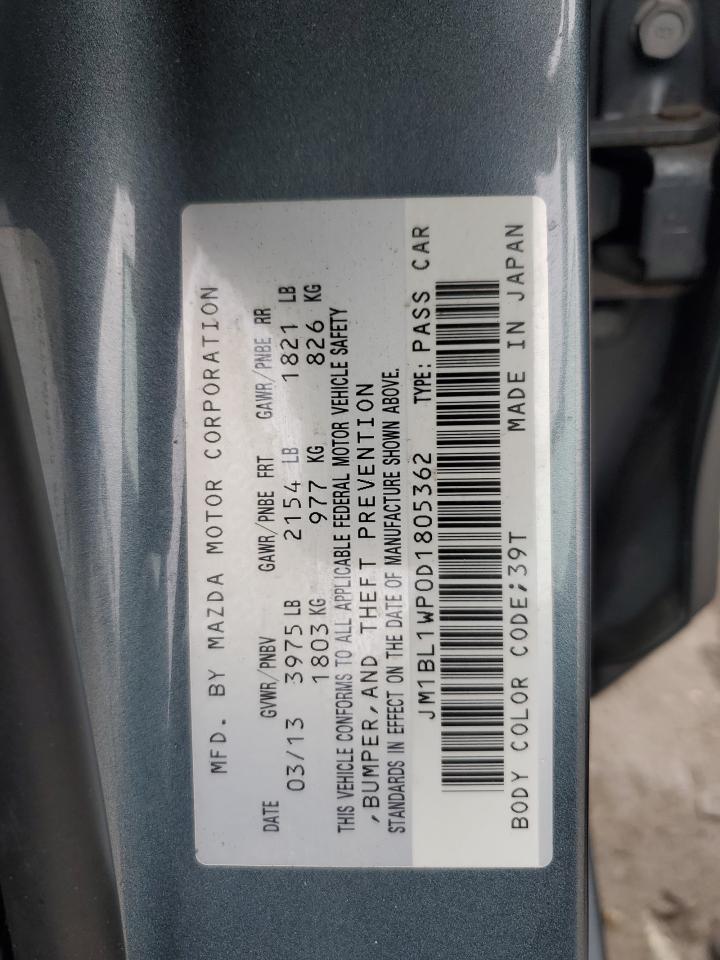 MFD. BY MAZDA MOTOR CORPORATION
DATE GVWR/PNBV GAWR/PNBE FRT GAWR/PNBE RR
03/13 3975 LB 2154 LB 1821 LB
1803 KG 977 KG 826 KG
THIS VEHICLE CONFORMS TO ALL APPLICABLE FEDERAL MOTOR VEHICLE SAFETY
,BUMPER,AND THEFT PREVENTION
STANDARDS IN EFFECT ON THE DATE OF MANUFACTURE SHOWN ABOVE.
JM1BL1WP0D1805362 TYPE: PASS CAR
BODY COLOR CODE;39T MADE IN JAPAN